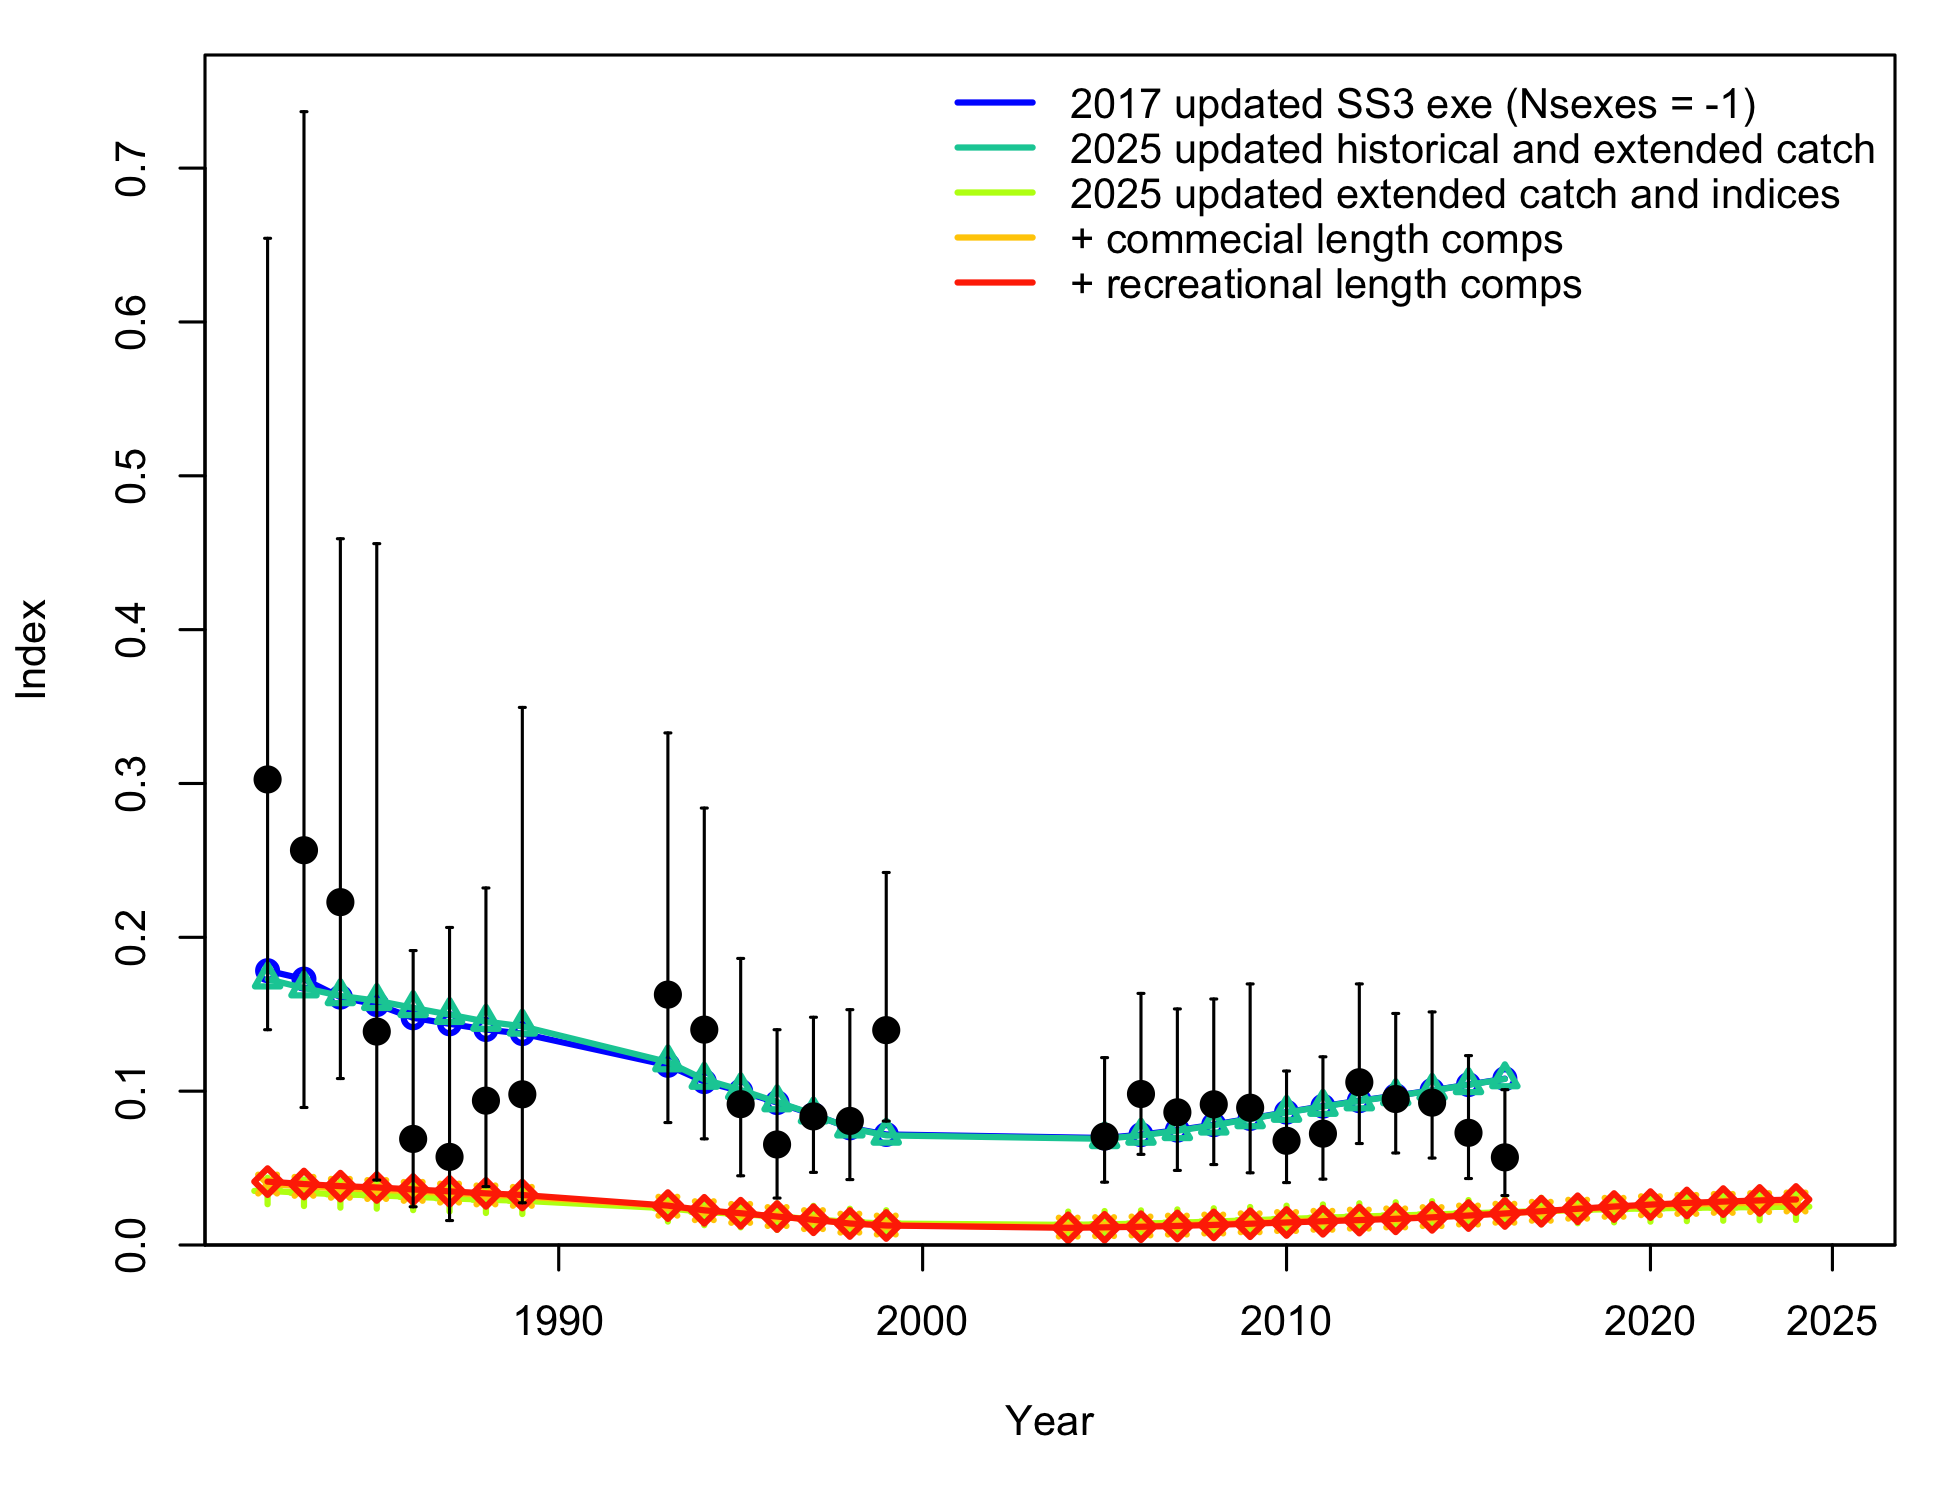 2017 updated SS3 exe (Nsexes = -1)
2025 updated historical and extended catch
2025 updated extended catch and indices
+ commecial length comps
+ recreational length comps
0.7
0.6
0.5
0.4
0.3
0.2
0.1
0.0
Index
1990
2000
2010
2020
2025
Year